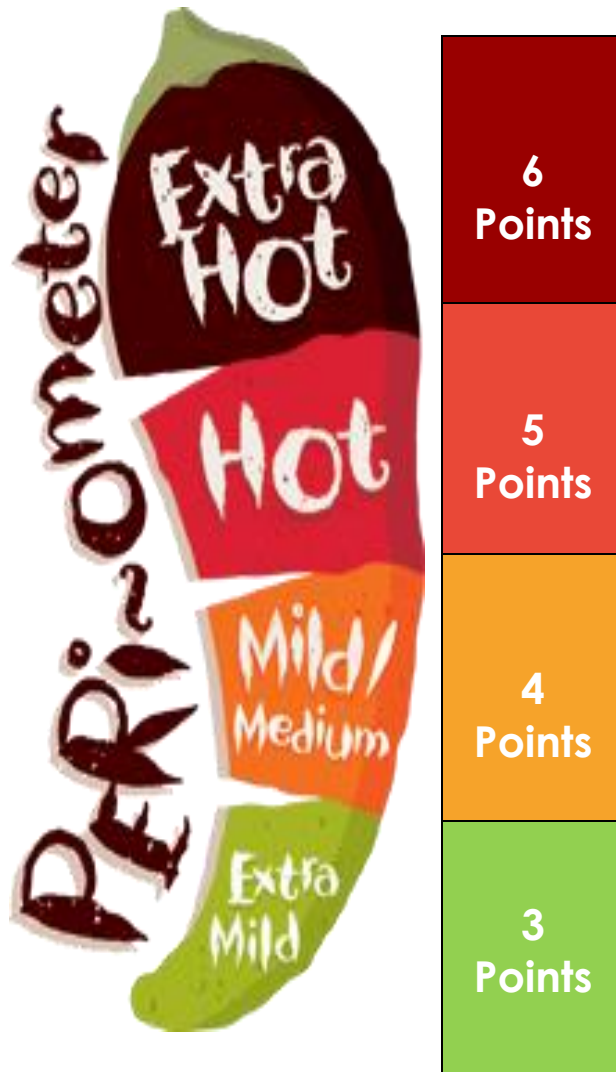 PERi-Ometer
Extra
Hot
Hot
Mild/
Medium
Extra
Mild
6
Points
5
Points
4
Points
3
Points